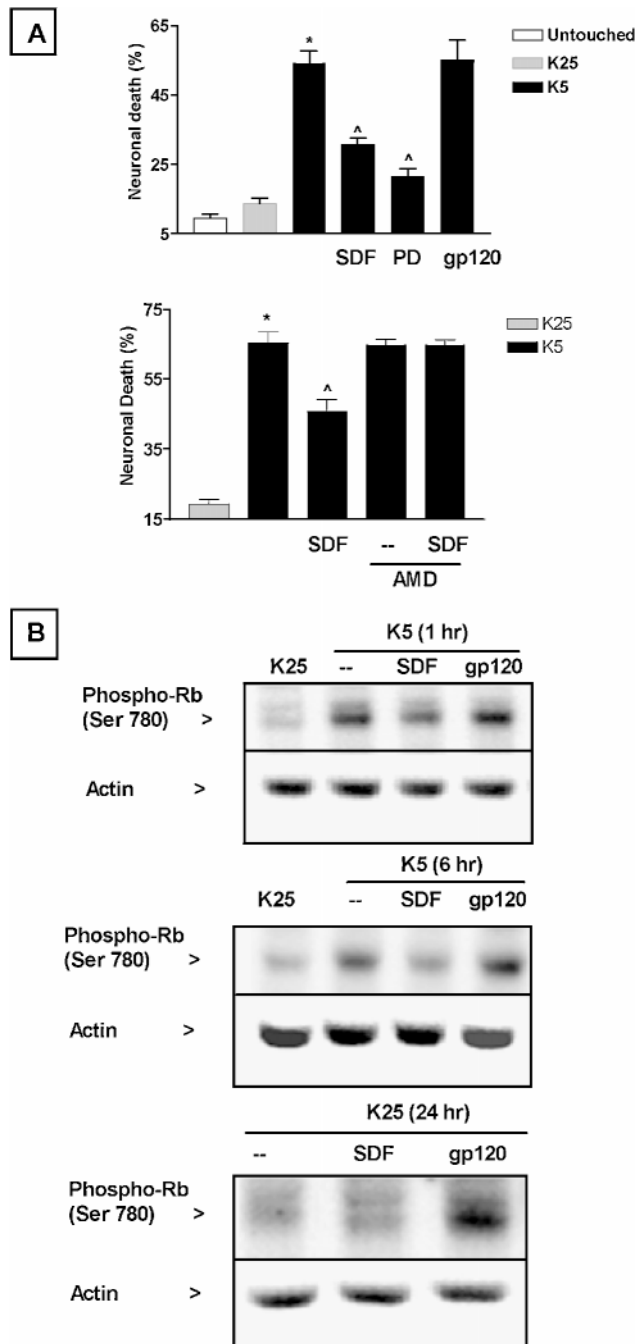 A
Neuronal death (%)
65
45
25
5
*
^
^
SDF PD gp120
Untouched
K25
K5
Neuronal Death (%)
75
55
35
15
*
^
SDF -- SDF
AMD
K25
K5
B
K5 (1 hr)
K25 -- SDF gp120
Phospho-Rb
(Ser 780) >
Actin >
K5 (6 hr)
K25 -- SDF gp120
Phospho-Rb
(Ser 780) >
Actin >
K25 (24 hr)
-- SDF gp120
Phospho-Rb
(Ser 780) >
Actin >